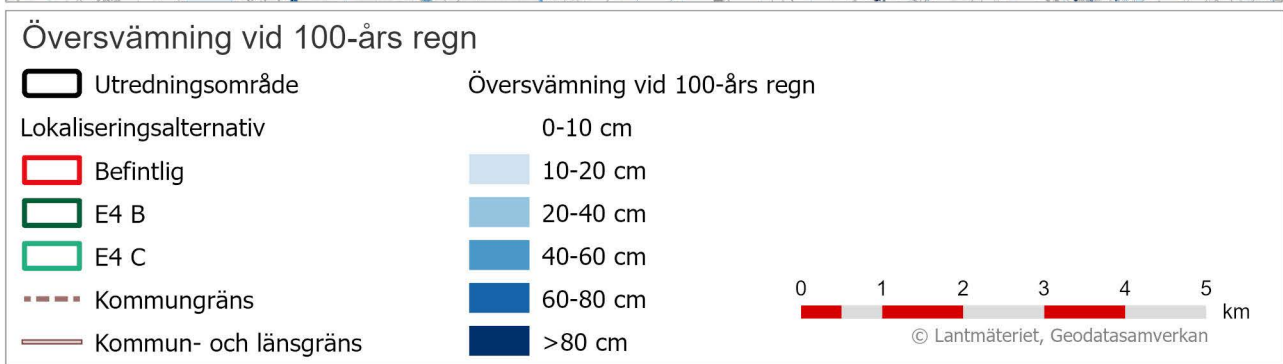 Översvämning vid 100-års regn
Utredningsområde
Lokaliseringsalternativ
Befintlig
E4 B
E4 C
Kommungräns
Kommun- och länsgräns
Översvämning vid 100-års regn
0-10 cm
10-20 cm
20-40 cm
40-60 cm
60-80 cm
>80 cm
0 1 2 3 4 5
km
© Lantmäteriet, Geodatasamverkan